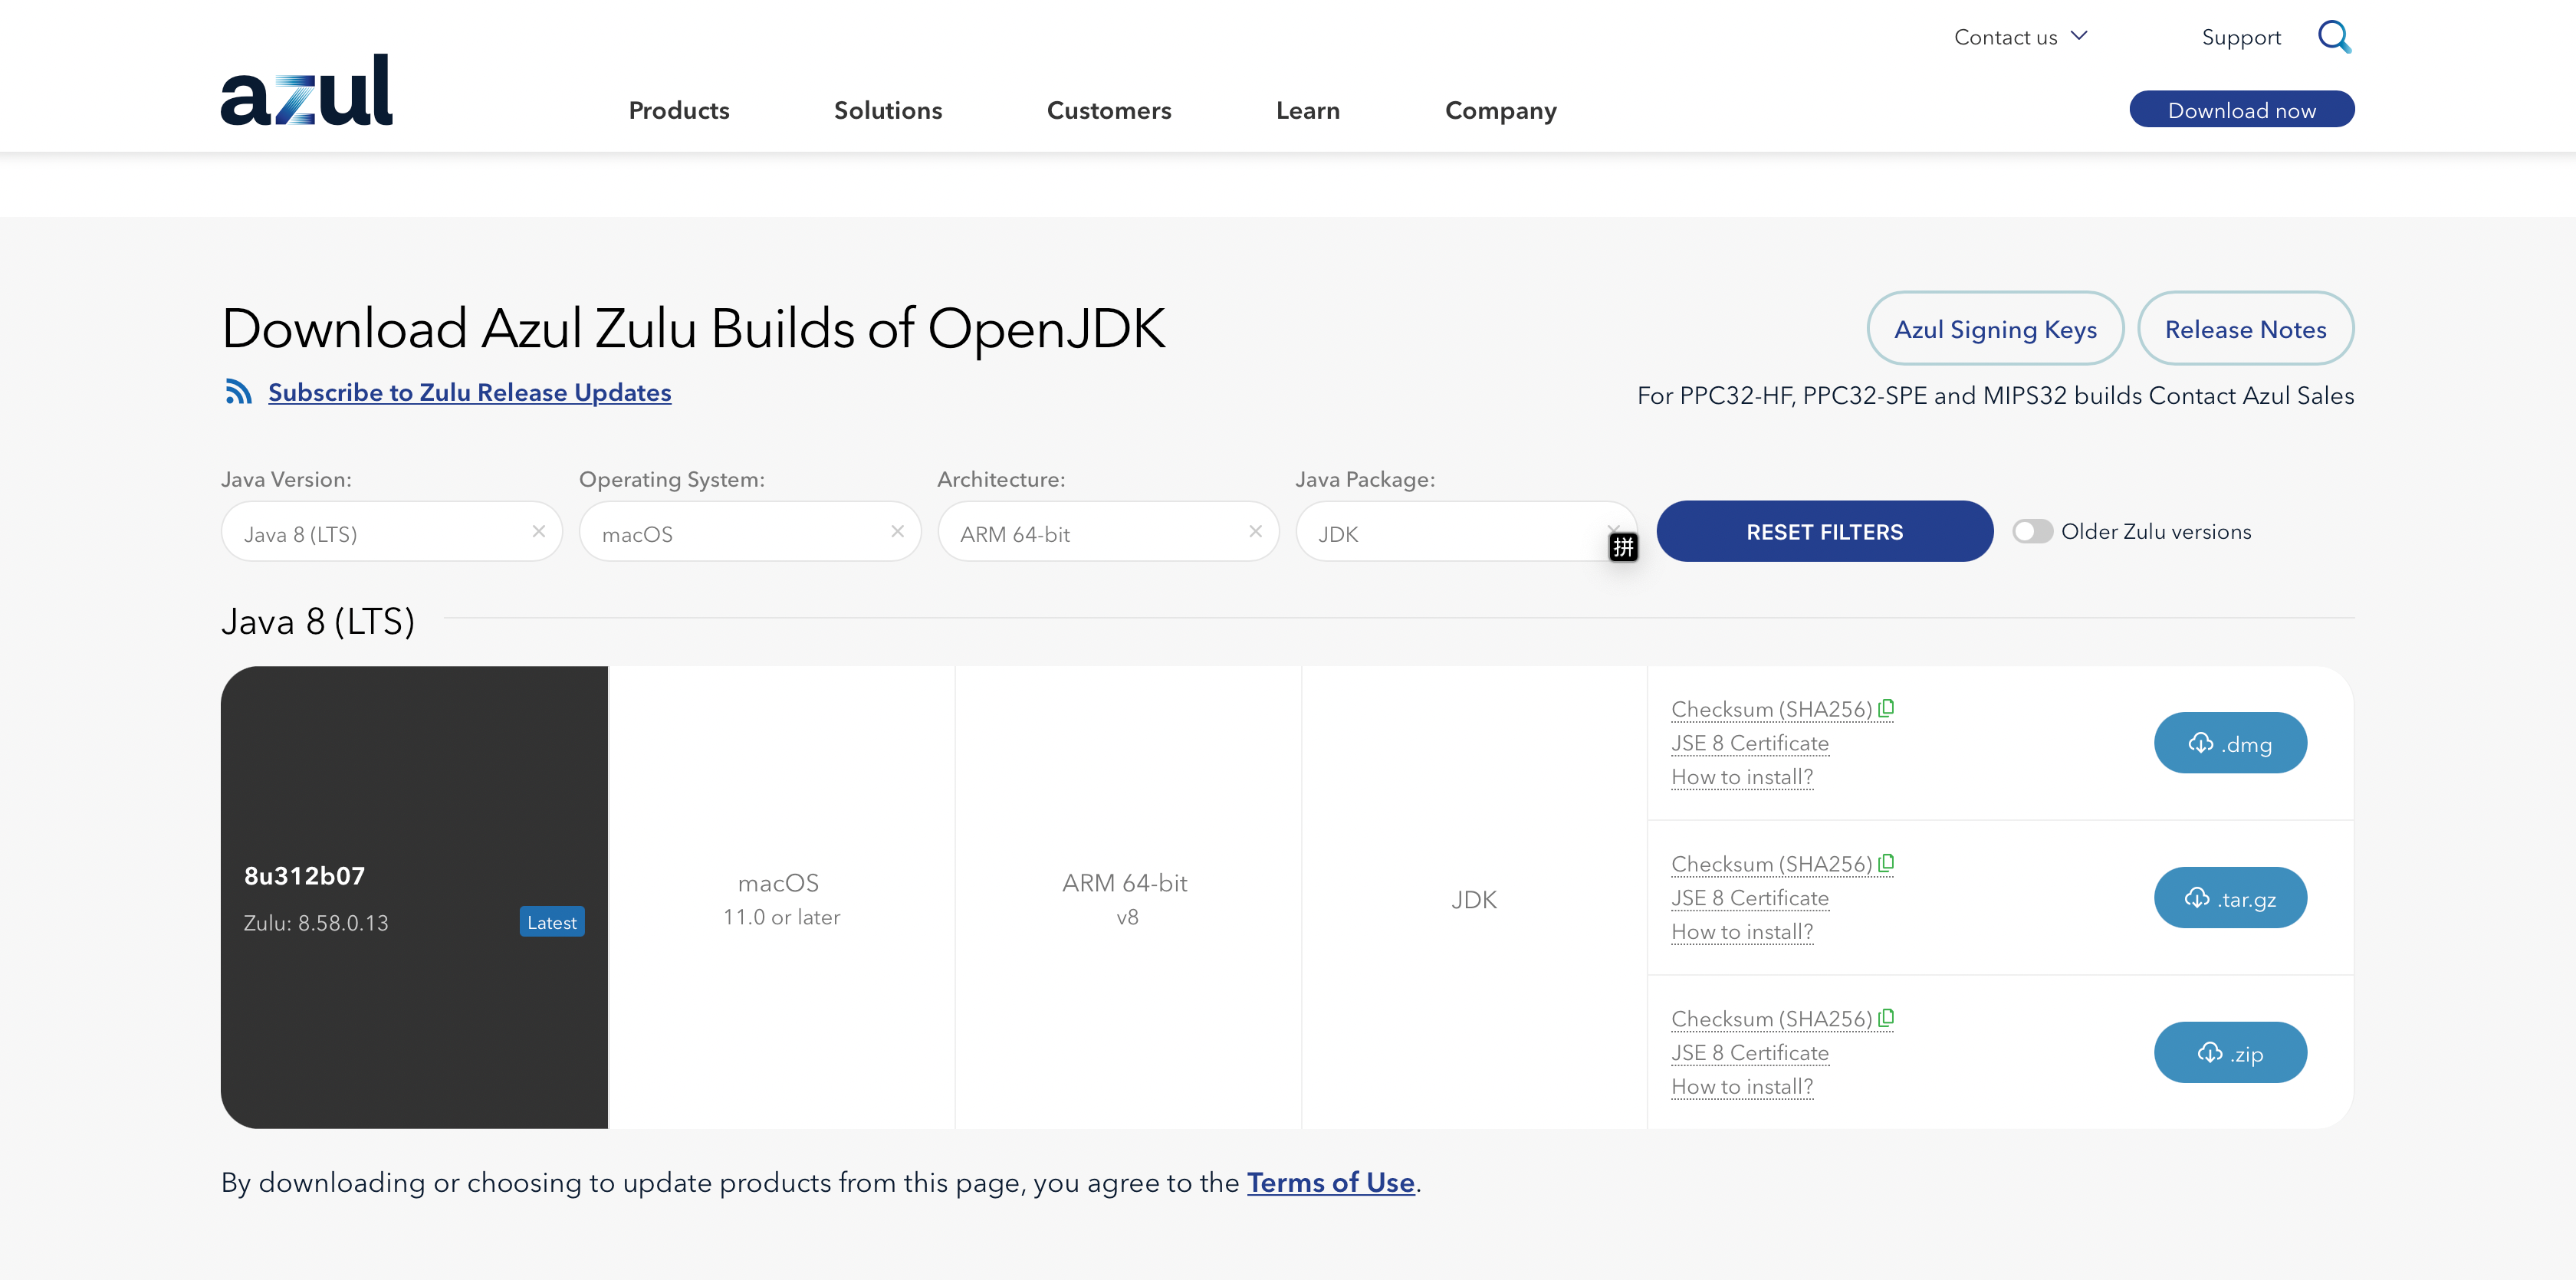 Contact us
Support
azul
Products
Solutions
Customers
Learn
Company
Download now
Download Azul Zulu Builds of OpenJDK
Azul Signing Keys
Release Notes
Subscribe to Zulu Release Updates
For PPC32-HF, PPC32-SPE and MIPS32 builds Contact Azul Sales
Java Version:
Operating System:
Architecture:
Java Package:
Java 8 (LTS)
macOS
ARM 64-bit
JDK
拼
RESET FILTERS
Older Zulu versions
Java 8 (LTS)
8u312b07
Zulu: 8.58.0.13
Latest
macOS
11.0 or later
ARM 64-bit
v8
JDK
Checksum (SHA256)
JSE 8 Certificate
How to install?
.dmg
Checksum (SHA256)
JSE 8 Certificate
How to install?
.tar.gz
Checksum (SHA256)
JSE 8 Certificate
How to install?
.zip
By downloading or choosing to update products from this page, you agree to the Terms of Use.